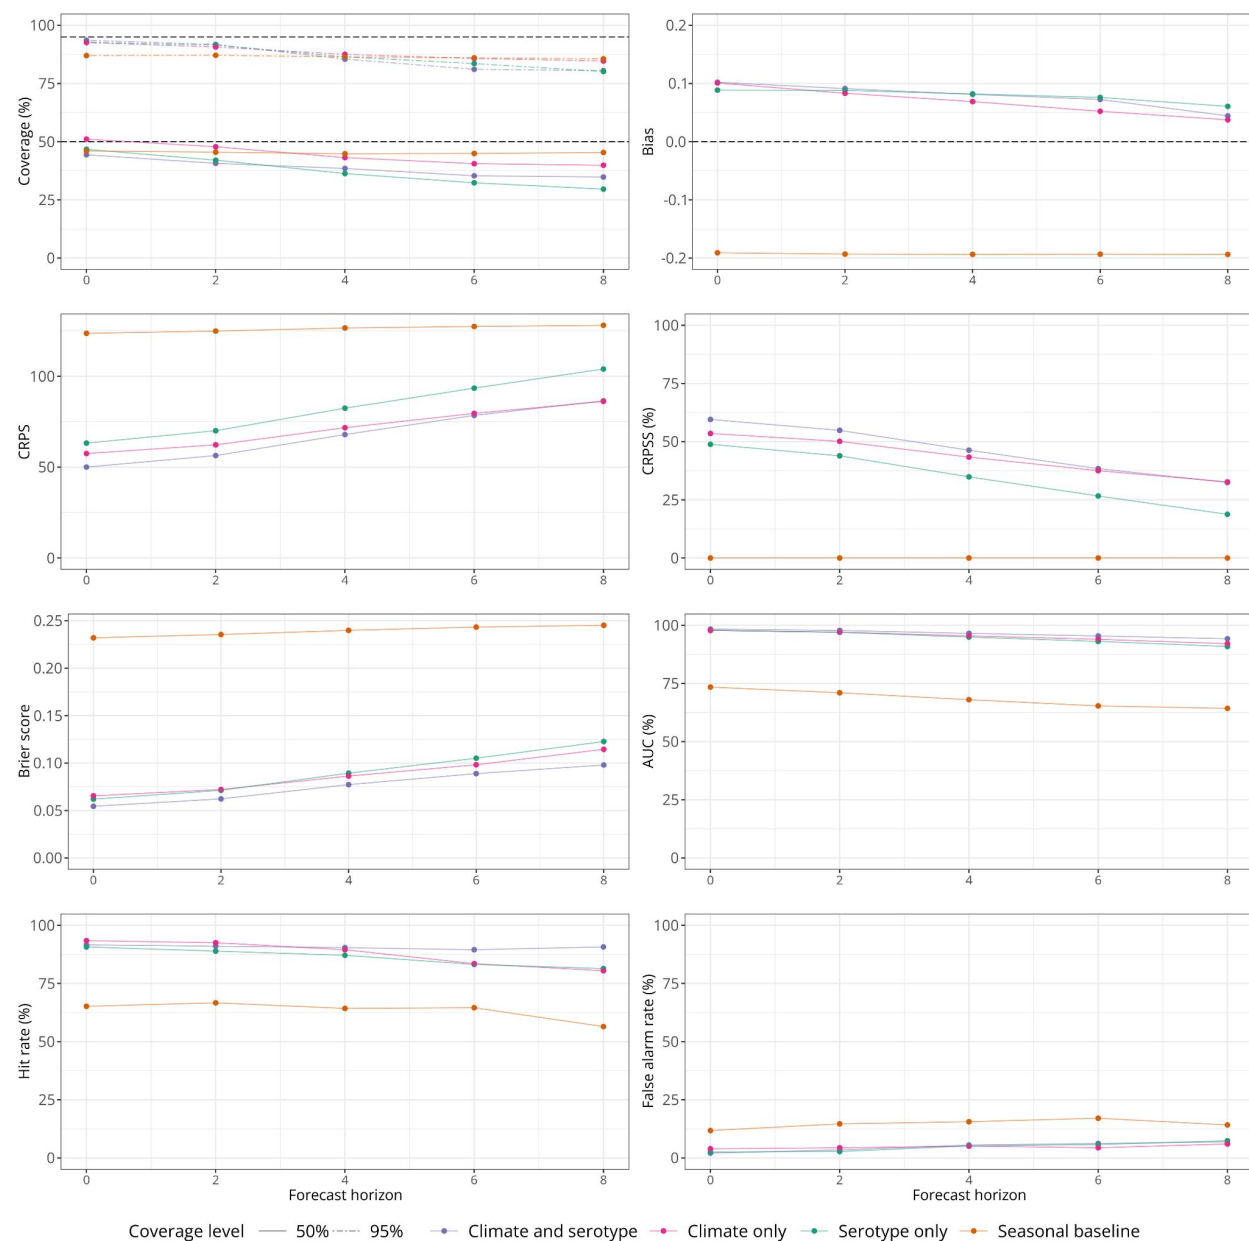 Coverage (%)
100
75
50
25
0
0 2 4 6 8
Bias
0.2
0.1
0.0
-0.1
-0.2
0 2 4 6 8
CRPS
100
50
0
0 2 4 6 8
CRPSS (%)
100
75
50
25
0
0 2 4 6 8
Brier score
0.25
0.20
0.15
0.10
0.05
0.00
0 2 4 6 8
AUC (%)
100
75
50
25
0
0 2 4 6 8
Hit rate (%)
100
75
50
25
0
0 2 4 6 8
Forecast horizon
False alarm rate (%)
100
75
50
25
0
0 2 4 6 8
Forecast horizon
Coverage level 50% 95% Climate and serotype Climate only Serotype only Seasonal baseline